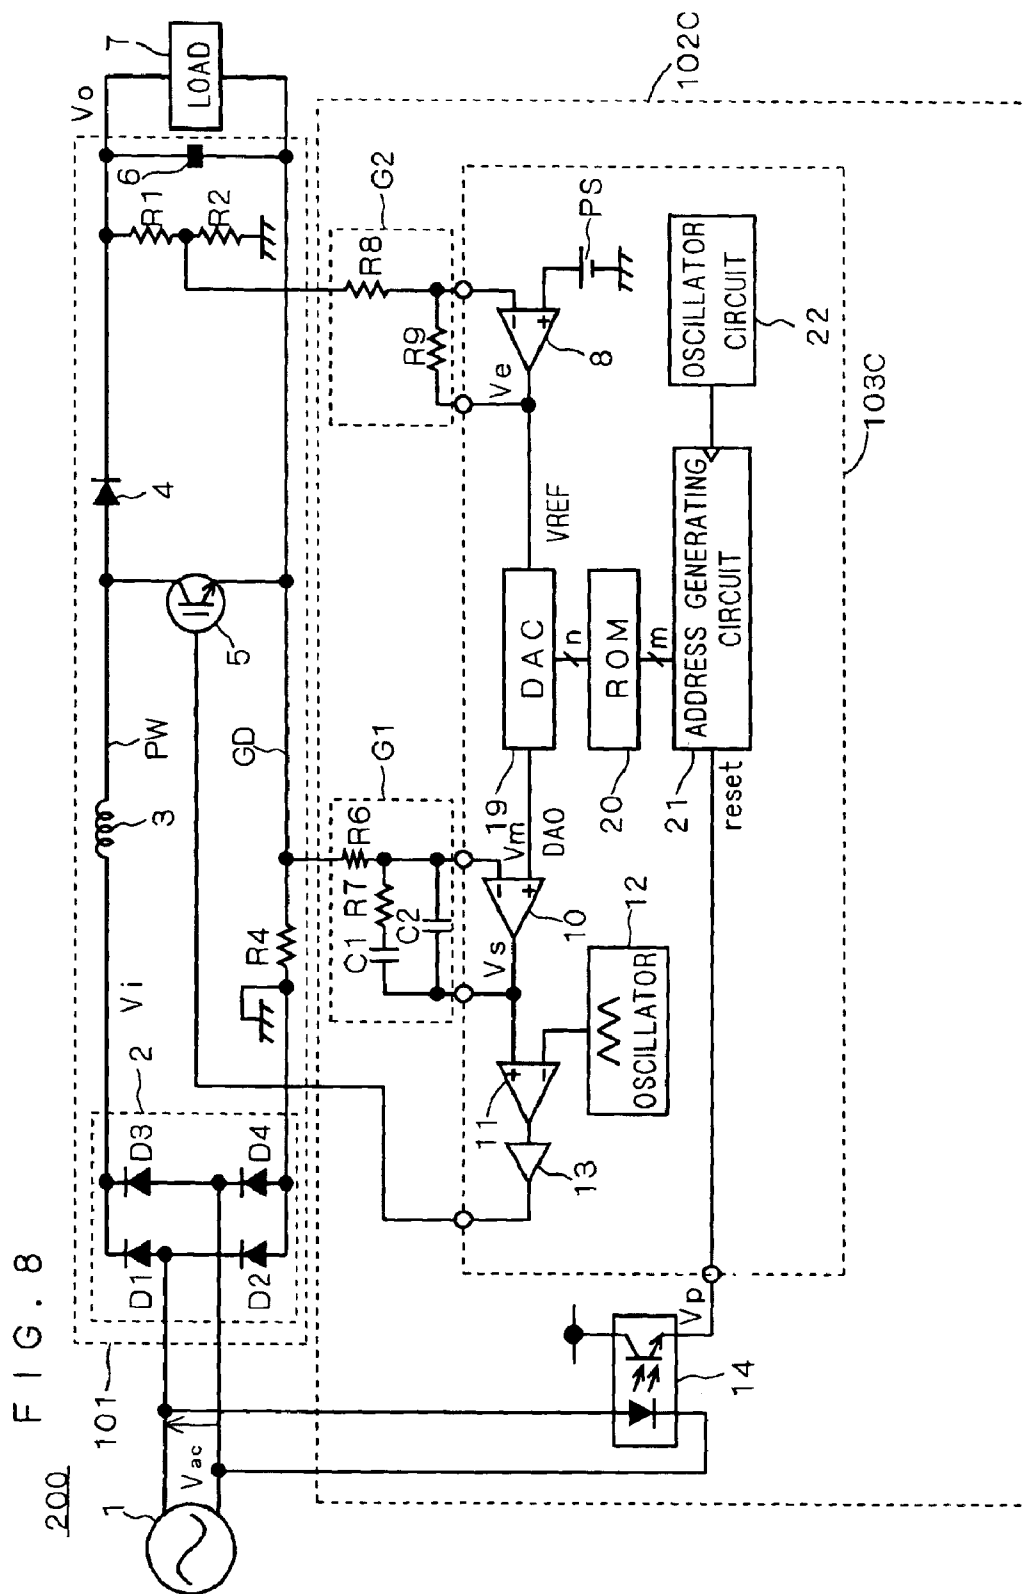 FIG. 8
200
101
1
Vac
2
D1
D3
D2
D4
Vi
3
PW
R4
GD
5
4
R1
R2
6
Vo
7
LOAD
G1
R6
R7
C1
C2
G2
R8
R9
102C
Vs
Vm
10
11
13
12
OSCILLATOR
DAO
19
DAC
VREF
Ve
8
PS
n
20
ROM
m
21
ADDRESS GENERATING
CIRCUIT
reset
OSCILLATOR
CIRCUIT
22
103C
Vp
14